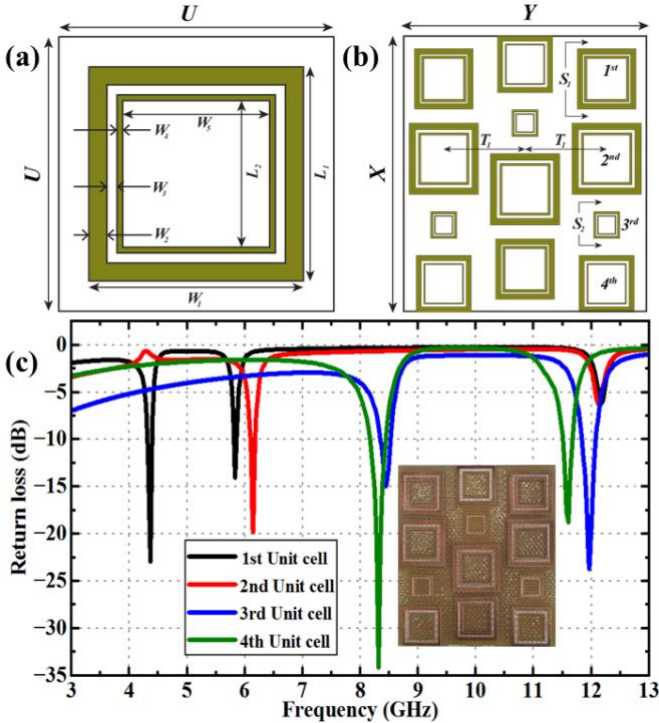 (a)
U
U
W₄
W₅
W₃
W₂
L₂
L₁
W₁
(b)
Y
X
1st
S₁
T₁
T₁
2nd
S₂
3rd
4th
(c)
0
−5
−10
−15
−20
−25
−30
−35
Return loss (dB)
1st Unit cell
2nd Unit cell
3rd Unit cell
4th Unit cell
3 4 5 6 7 8 9 10 11 12 13
Frequency (GHz)